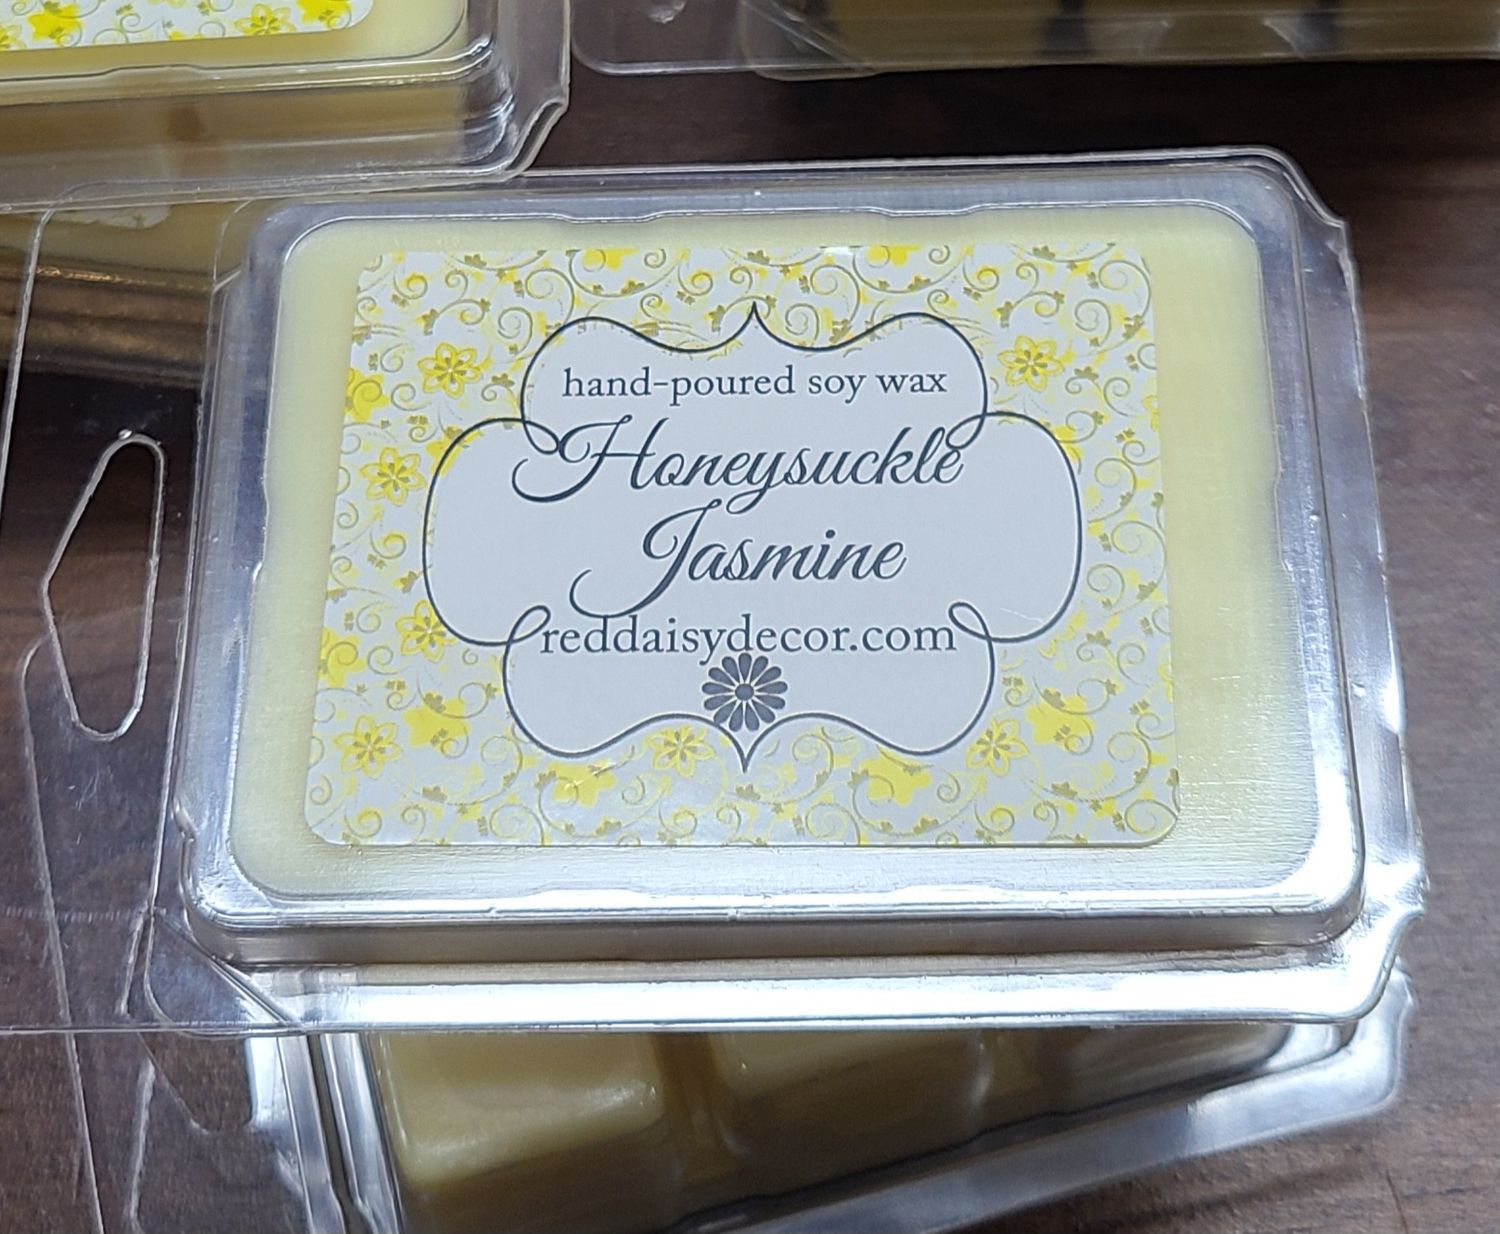 hand-poured soy wax
Honeysuckle
Jasmine
reddaisydecor.com